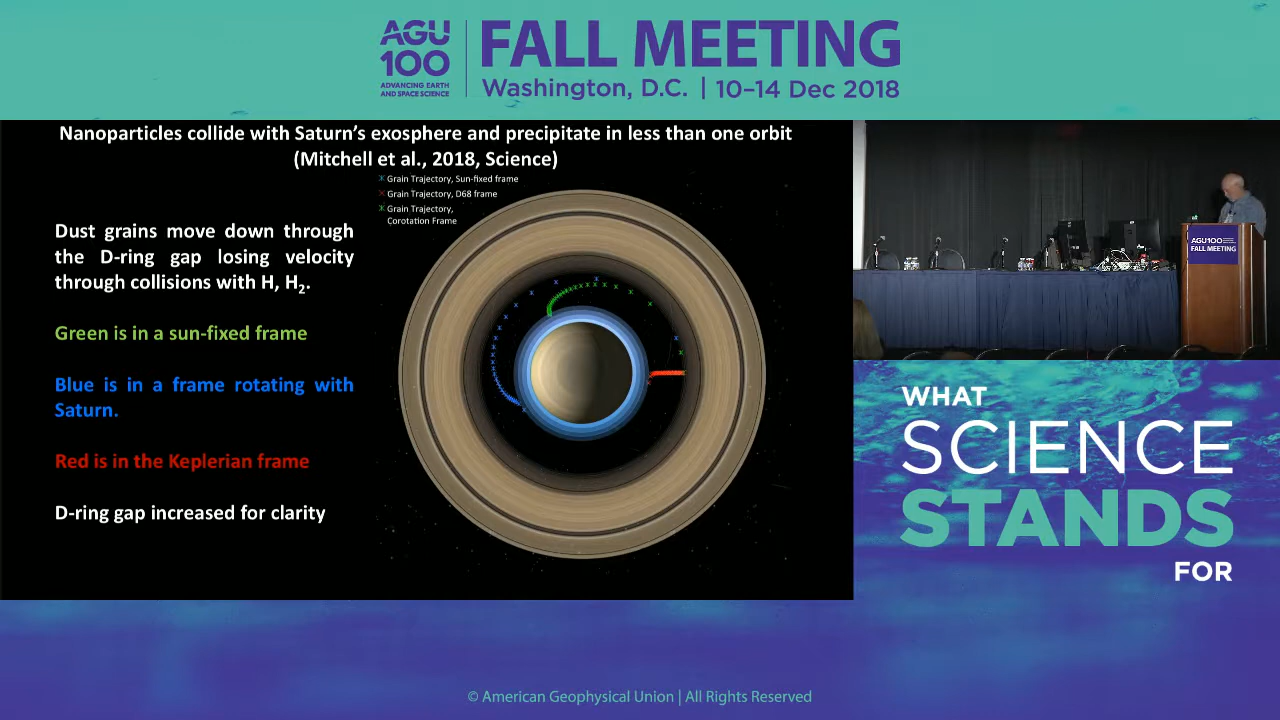 AGU
100
ADVANCING EARTH
AND SPACE SCIENCE
FALL MEETING
Washington, D.C. | 10–14 Dec 2018
Nanoparticles collide with Saturn’s exosphere and precipitate in less than one orbit
(Mitchell et al., 2018, Science)
Grain Trajectory, Sun-fixed frame
Grain Trajectory, D68 frame
Grain Trajectory,
Corotation Frame
Dust grains move down through
the D-ring gap losing velocity
through collisions with H, H2.
Green is in a sun-fixed frame
Blue is in a frame rotating with
Saturn.
Red is in the Keplerian frame
D-ring gap increased for clarity
AGU100
FALL MEETING
WHAT
SCIENCE
STANDS
FOR
© American Geophysical Union | All Rights Reserved